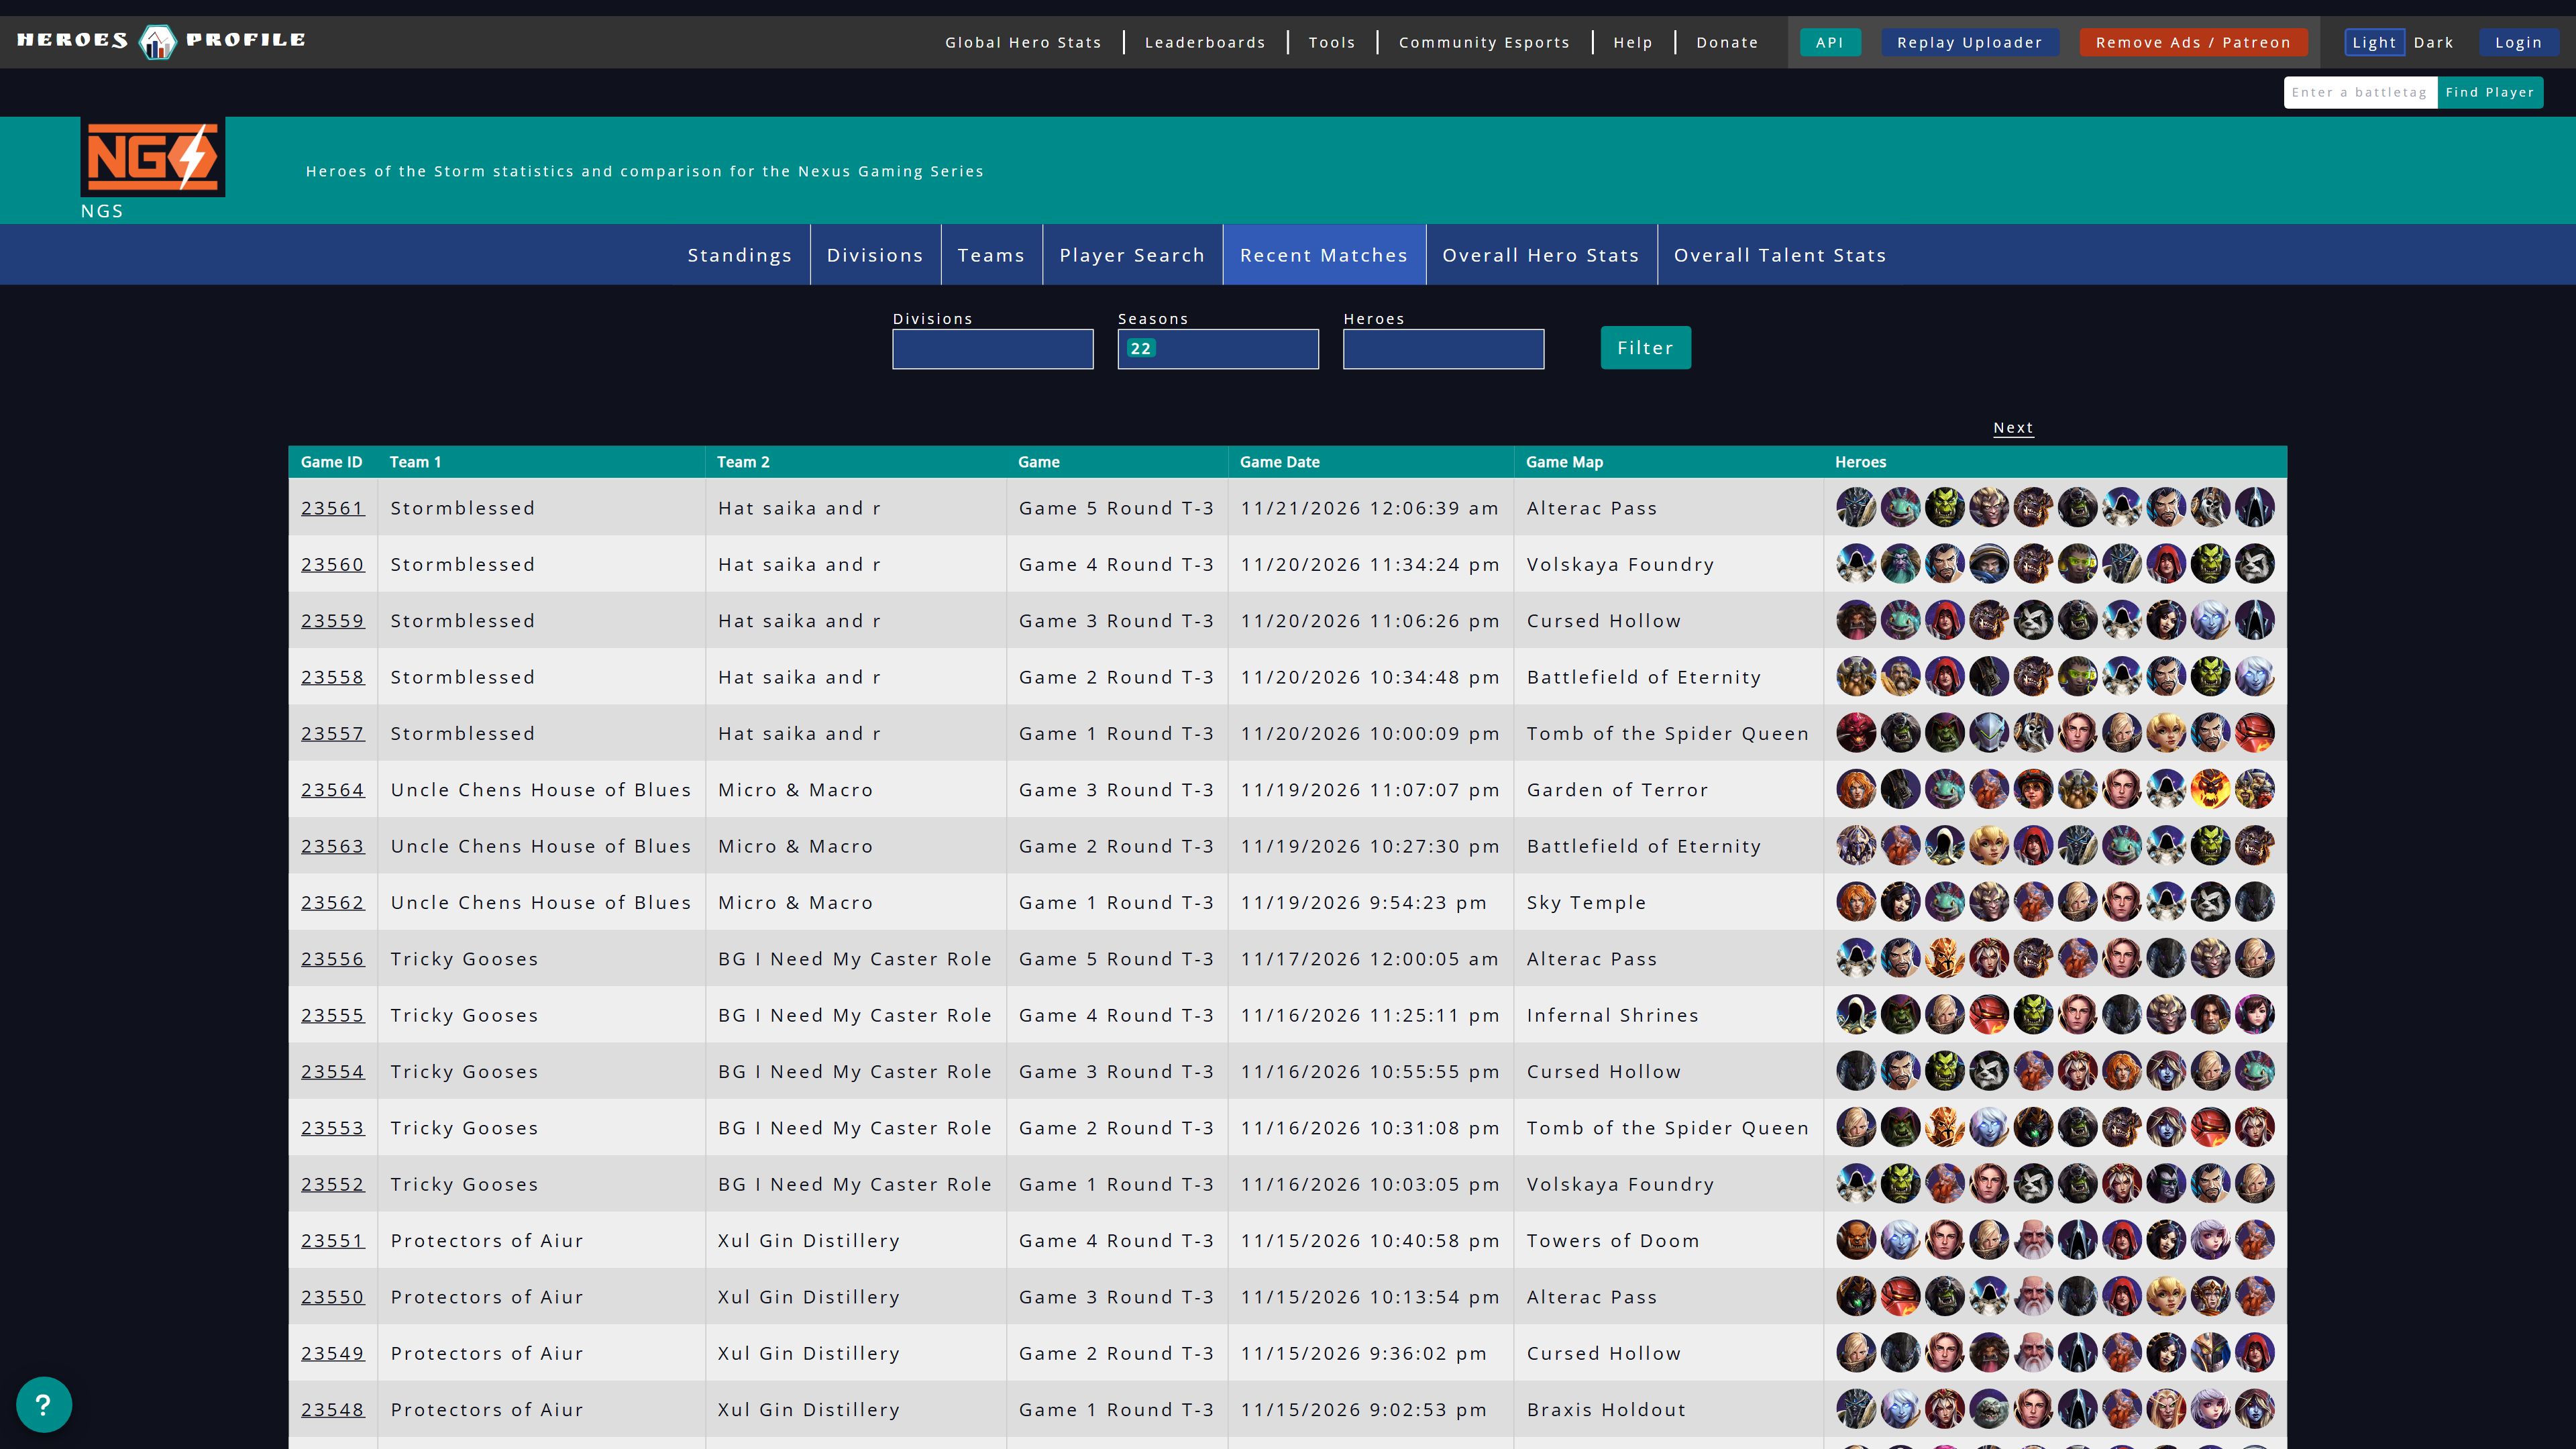 HEROES PROFILE
Global Hero Stats Leaderboards Tools Community Esports Help Donate API Replay Uploader Remove Ads / Patreon Light Dark Login
Enter a battletag Find Player
NGS
Heroes of the Storm statistics and comparison for the Nexus Gaming Series
NGS
Standings Divisions Teams Player Search Recent Matches Overall Hero Stats Overall Talent Stats
Divisions Seasons Heroes
22 Filter
Next
Game ID Team 1 Team 2 Game Game Date Game Map Heroes
23561 Stormblessed Hat saika and r Game 5 Round T-3 11/21/2026 12:06:39 am Alterac Pass
23560 Stormblessed Hat saika and r Game 4 Round T-3 11/20/2026 11:34:24 pm Volskaya Foundry
23559 Stormblessed Hat saika and r Game 3 Round T-3 11/20/2026 11:06:26 pm Cursed Hollow
23558 Stormblessed Hat saika and r Game 2 Round T-3 11/20/2026 10:34:48 pm Battlefield of Eternity
23557 Stormblessed Hat saika and r Game 1 Round T-3 11/20/2026 10:00:09 pm Tomb of the Spider Queen
23564 Uncle Chens House of Blues Micro & Macro Game 3 Round T-3 11/19/2026 11:07:07 pm Garden of Terror
23563 Uncle Chens House of Blues Micro & Macro Game 2 Round T-3 11/19/2026 10:27:30 pm Battlefield of Eternity
23562 Uncle Chens House of Blues Micro & Macro Game 1 Round T-3 11/19/2026 9:54:23 pm Sky Temple
23556 Tricky Gooses BG I Need My Caster Role Game 5 Round T-3 11/17/2026 12:00:05 am Alterac Pass
23555 Tricky Gooses BG I Need My Caster Role Game 4 Round T-3 11/16/2026 11:25:11 pm Infernal Shrines
23554 Tricky Gooses BG I Need My Caster Role Game 3 Round T-3 11/16/2026 10:55:55 pm Cursed Hollow
23553 Tricky Gooses BG I Need My Caster Role Game 2 Round T-3 11/16/2026 10:31:08 pm Tomb of the Spider Queen
23552 Tricky Gooses BG I Need My Caster Role Game 1 Round T-3 11/16/2026 10:03:05 pm Volskaya Foundry
23551 Protectors of Aiur Xul Gin Distillery Game 4 Round T-3 11/15/2026 10:40:58 pm Towers of Doom
23550 Protectors of Aiur Xul Gin Distillery Game 3 Round T-3 11/15/2026 10:13:54 pm Alterac Pass
23549 Protectors of Aiur Xul Gin Distillery Game 2 Round T-3 11/15/2026 9:36:02 pm Cursed Hollow
23548 Protectors of Aiur Xul Gin Distillery Game 1 Round T-3 11/15/2026 9:02:53 pm Braxis Holdout
?